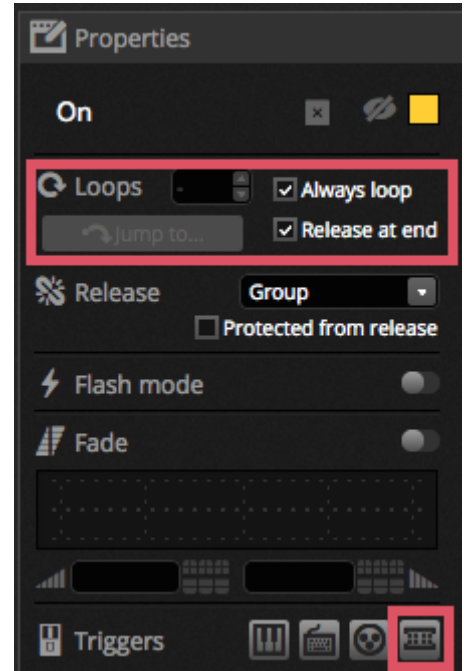 Properties
On
Loops - Always loop
Jump to... Release at end
Release Group
Protected from release
Flash mode
Fade
Triggers